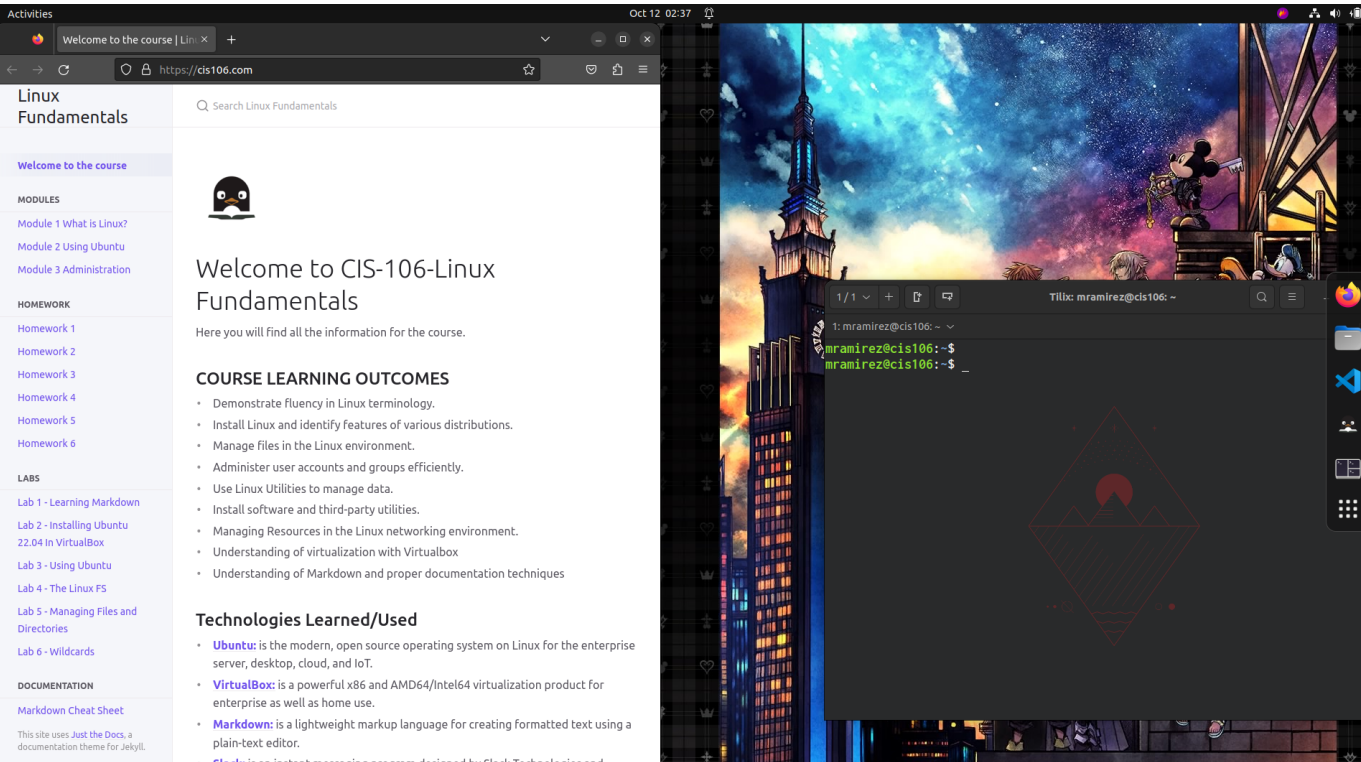 Activities
Oct 12 02:37
Welcome to the course | Lin
https://cis106.com
Linux
Fundamentals
Welcome to the course
MODULES
Module 1 What is Linux?
Module 2 Using Ubuntu
Module 3 Administration
HOMEWORK
Homework 1
Homework 2
Homework 3
Homework 4
Homework 5
Homework 6
LABS
Lab 1 - Learning Markdown
Lab 2 - Installing Ubuntu
22.04 In VirtualBox
Lab 3 - Using Ubuntu
Lab 4 - The Linux FS
Lab 5 - Managing Files and
Directories
Lab 6 - Wildcards
DOCUMENTATION
Markdown Cheat Sheet
This site uses Just the Docs, a
documentation theme for Jekyll.
Search Linux Fundamentals
Welcome to CIS-106-Linux
Fundamentals
Here you will find all the information for the course.
COURSE LEARNING OUTCOMES
Demonstrate fluency in Linux terminology.
Install Linux and identify features of various distributions.
Manage files in the Linux environment.
Administer user accounts and groups efficiently.
Use Linux Utilities to manage data.
Install software and third-party utilities.
Managing Resources in the Linux networking environment.
Understanding of virtualization with Virtualbox
Understanding of Markdown and proper documentation techniques
Technologies Learned/Used
Ubuntu: is the modern, open source operating system on Linux for the enterprise
server, desktop, cloud, and IoT.
VirtualBox: is a powerful x86 and AMD64/Intel64 virtualization product for
enterprise as well as home use.
Markdown: is a lightweight markup language for creating formatted text using a
plain-text editor.
Slack: is an instant messaging program designed by Slack Technologies and
1 / 1
Tilix: mramirez@cis106: ~
1: mramirez@cis106: ~
mramirez@cis106:~$
mramirez@cis106:~$ _